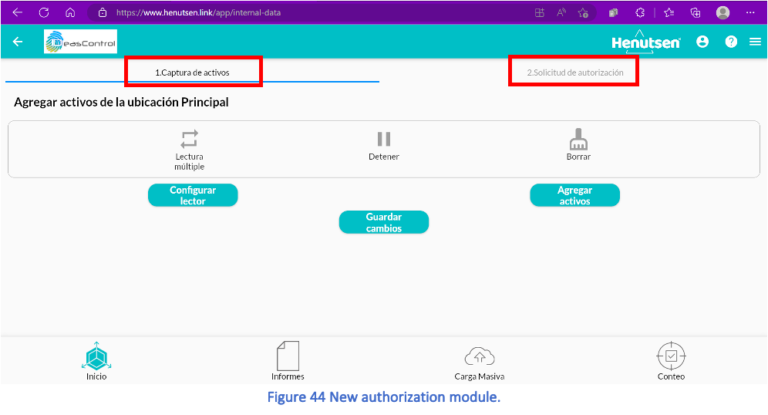 https://www.henutsen.link/app/internal-data
easControl
Henutsen
1.Captura de activos
2.Solicitud de autorización
Agregar activos de la ubicación Principal
Lectura
múltiple
Detener
Borrar
Configurar
lector
Agregar
activos
Guardar
cambios
Inicio
Informes
Carga Masiva
Conteo
Figure 44 New authorization module.